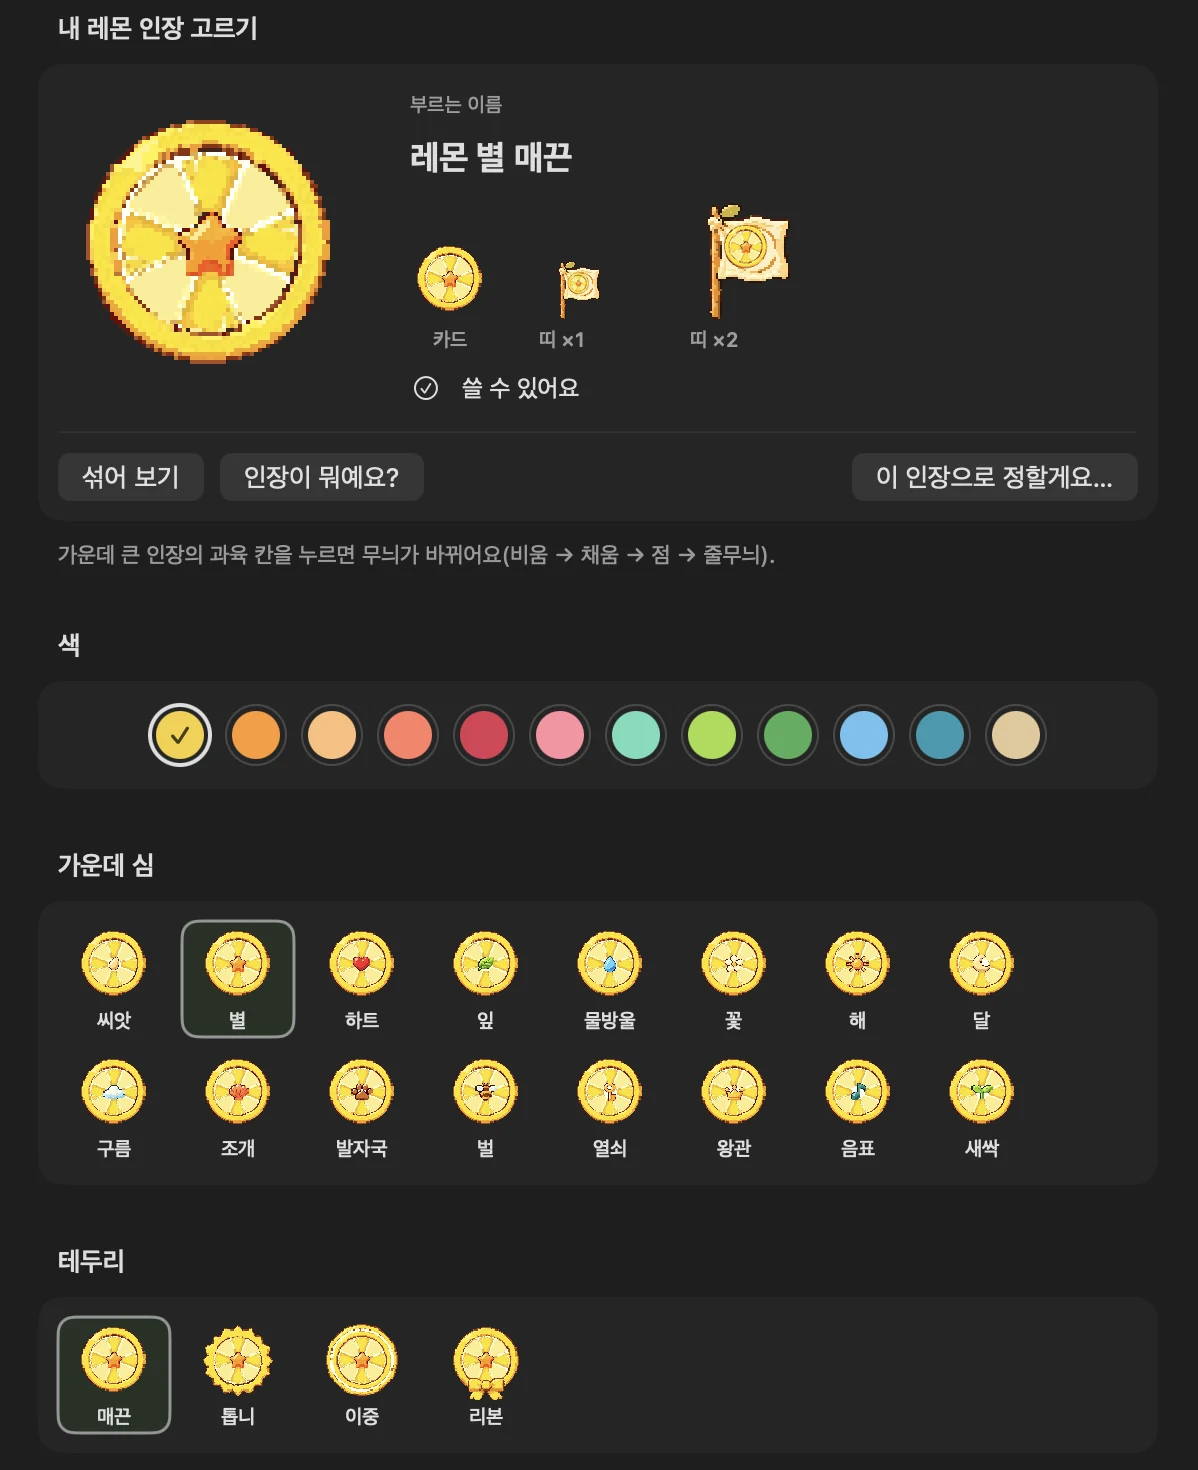 내 레몬 인장 고르기
부르는 이름
레몬 별 매끈
카드
띠 ×1
띠 ×2
쓸 수 있어요
섞어 보기
인장이 뭐예요?
이 인장으로 정할게요...
가운데 큰 인장의 과육 칸을 누르면 무늬가 바뀌어요(비움 → 채움 → 점 → 줄무늬).
색
가운데 심
씨앗
별
하트
잎
물방울
꽃
해
달
구름
조개
발자국
벌
열쇠
왕관
음표
새싹
테두리
매끈
톱니
이중
리본